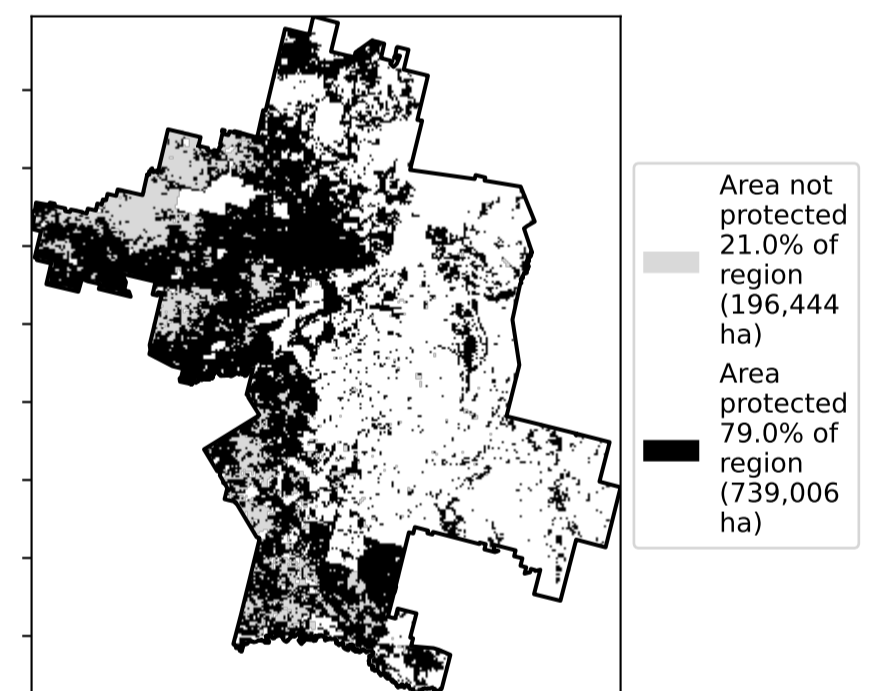 Area not
protected
21.0% of
region
(196,444
ha)
Area
protected
79.0% of
region
(739,006
ha)